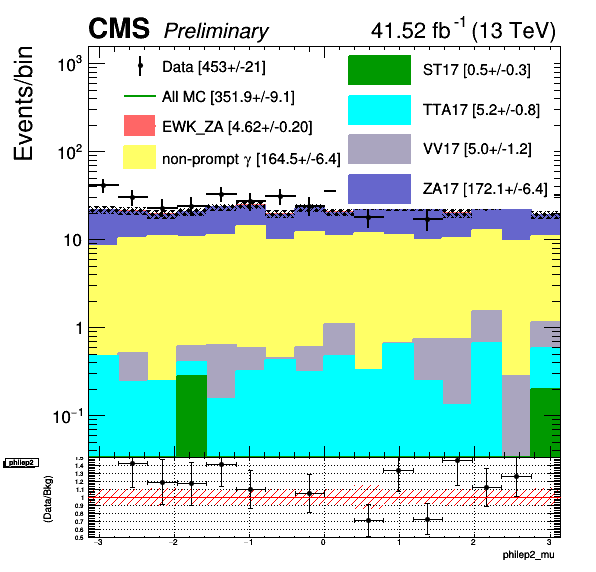 CMS Preliminary 41.52 fb⁻¹ (13 TeV)
Events/bin
10³
10²
10
1
10⁻¹
Data [453+/-21]
All MC [351.9+/-9.1]
EWK_ZA [4.62+/-0.20]
non-prompt γ [164.5+/-6.4]
ST17 [0.5+/-0.3]
TTA17 [5.2+/-0.8]
VV17 [5.0+/-1.2]
ZA17 [172.1+/-6.4]
philep2
(Data/Bkg)
1.5
1.4
1.3
1.2
1.1
1
0.9
0.8
0.7
0.6
0.5
−3 −2 −1 0 1 2 3
philep2_mu